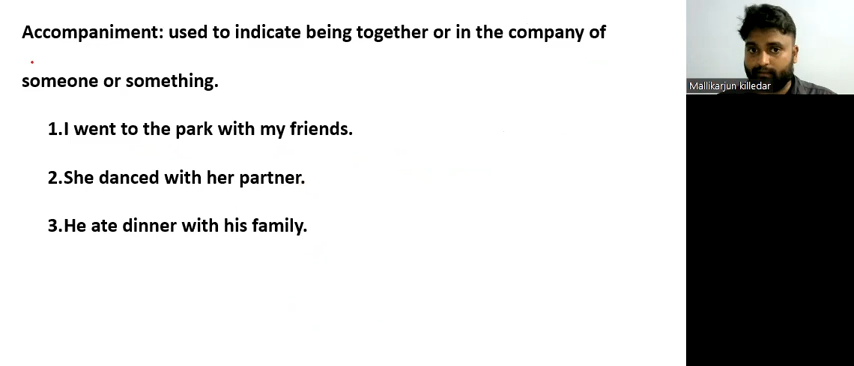 Accompaniment: used to indicate being together or in the company of
someone or something.
1.I went to the park with my friends.
2.She danced with her partner.
3.He ate dinner with his family.
Mallikarjun killedar